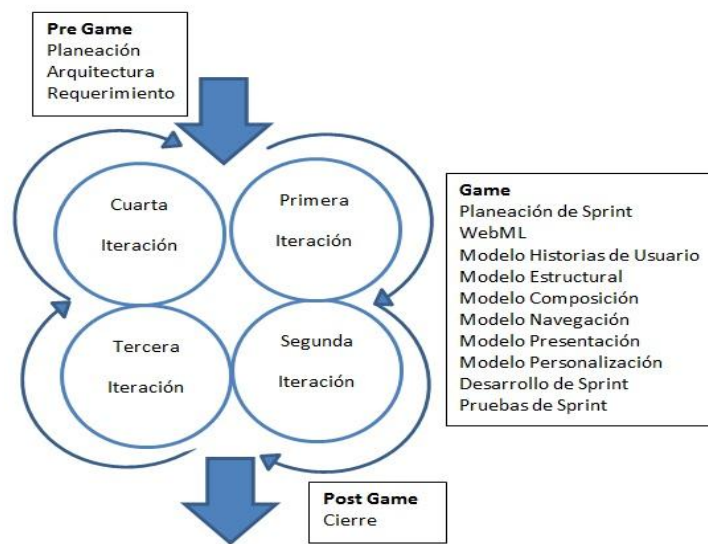 Pre Game
Planeación
Arquitectura
Requerimiento
Cuarta
Iteración
Primera
Iteración
Tercera
Iteración
Segunda
Iteración
Game
Planeación de Sprint
WebML
Modelo Historias de Usuario
Modelo Estructural
Modelo Composición
Modelo Navegación
Modelo Presentación
Modelo Personalización
Desarrollo de Sprint
Pruebas de Sprint
Post Game
Cierre